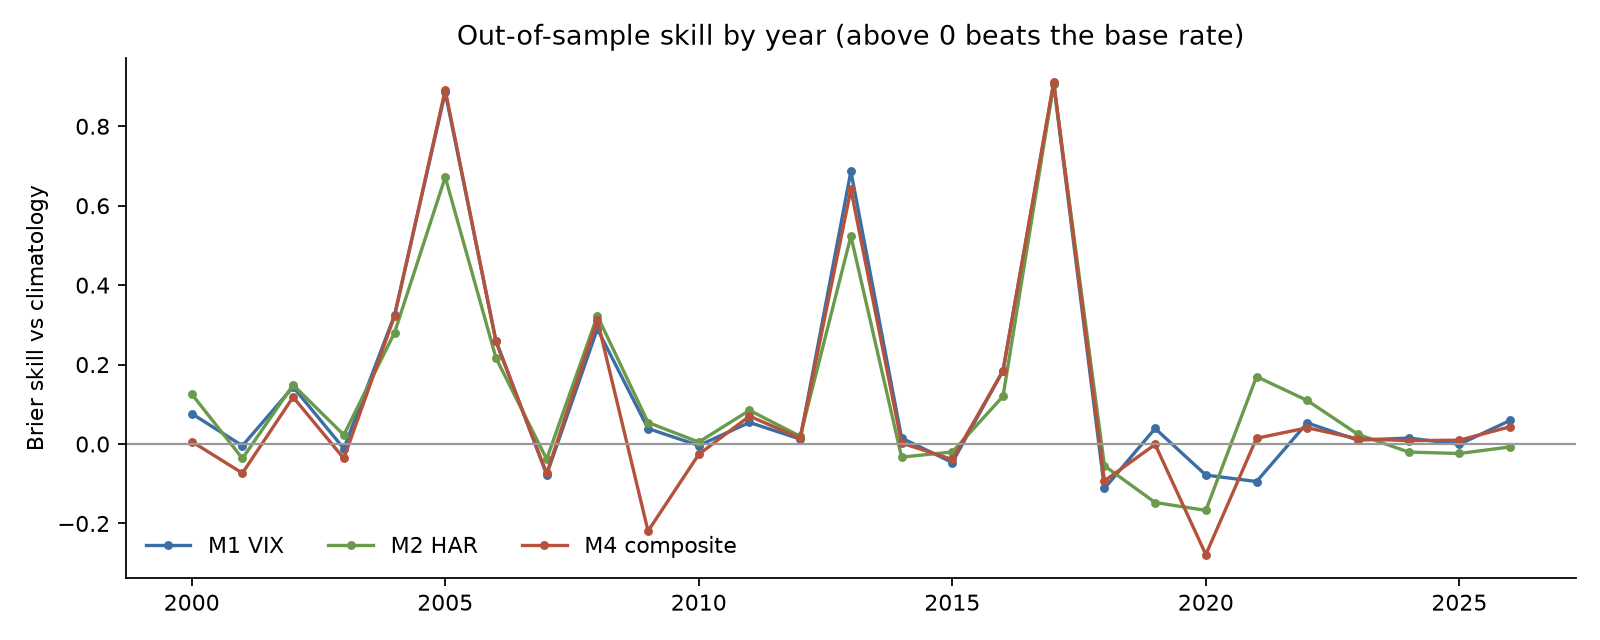 Out-of-sample skill by year (above 0 beats the base rate)
Brier skill vs climatology
0.8
0.6
0.4
0.2
0.0
−0.2
M1 VIX M2 HAR M4 composite
2000 2005 2010 2015 2020 2025